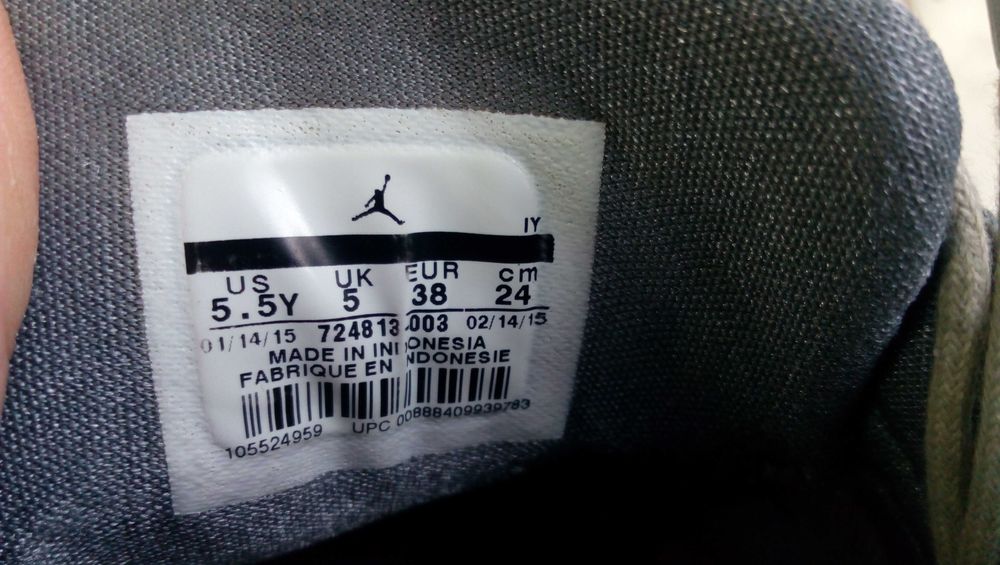 IY
US UK EUR cm
5.5Y 5 38 24
01/14/15 724813-003 02/14/15
MADE IN INDONESIA
FABRIQUE EN INDONESIE
105524959 UPC 00888409939783